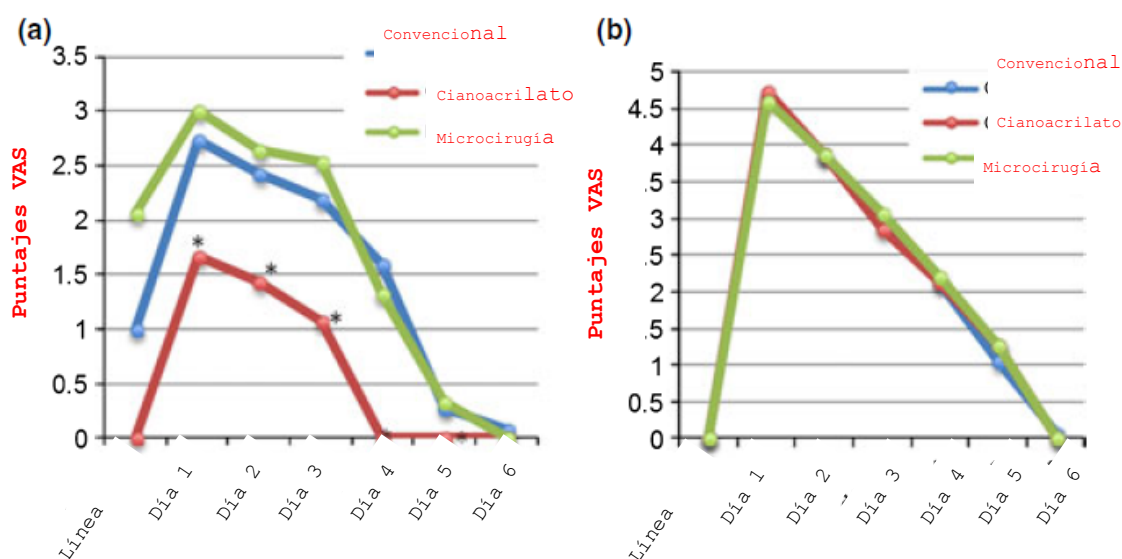 (a)
Convencional
Cianoacrilato
Microcirugía
3.5
3
2.5
2
1.5
1
0.5
0
Puntajes VAS
*
*
*
Línea
Día 1
Día 2
Día 3
Día 4
Día 5
Día 6
(b)
Convencional
Cianoacrilato
Microcirugía
5
4.5
4
.5
3
.5
2
.5
1
0.5
0
Puntajes VAS
Línea
Día 1
Día 2
Día 3
Día 4
Día 5
Día 6